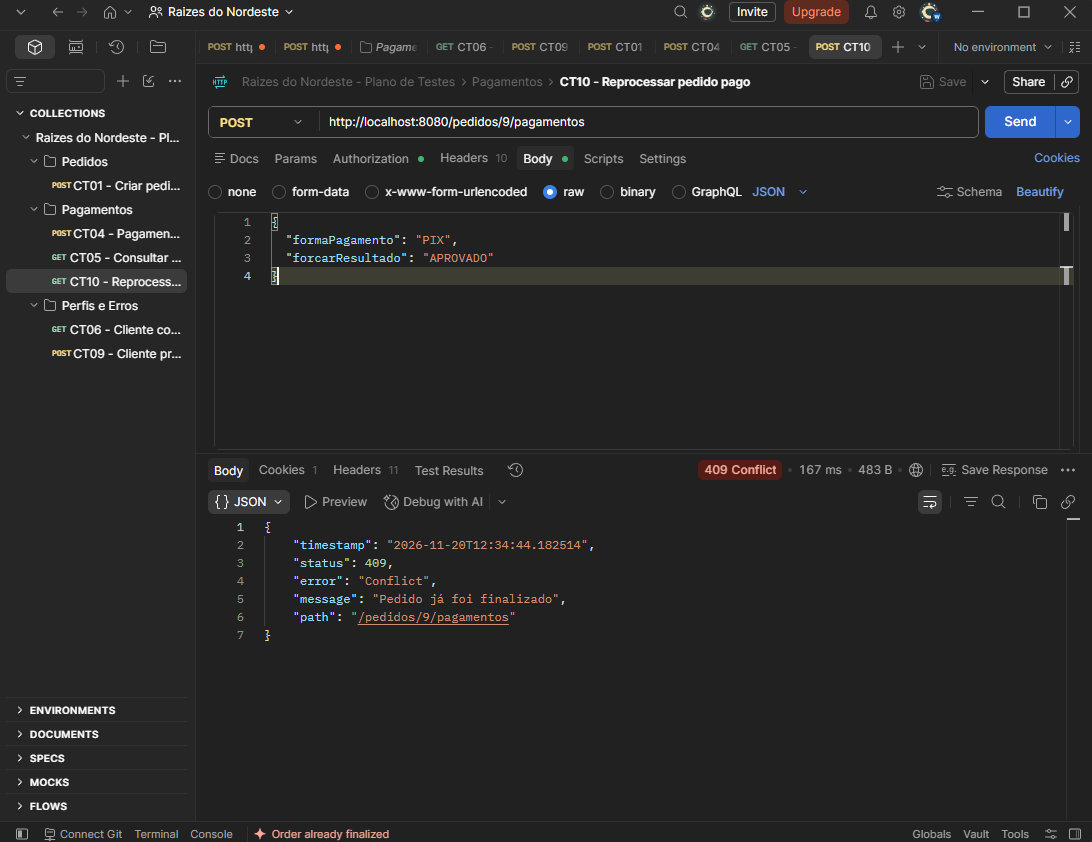 Raizes do Nordeste
Invite
Upgrade
POST htt
POST htt
Pagame
GET CT06 -
POST CT09
POST CT01
POST CT04
GET CT05 -
POST CT10
No environment
HTTP
Raizes do Nordeste - Plano de Testes > Pagamentos > CT10 - Reprocessar pedido pago
Save
Share
COLLECTIONS
Raizes do Nordeste - Pl...
Pedidos
POST CT01 - Criar pedi...
Pagamentos
POST CT04 - Pagamen...
GET CT05 - Consultar ...
GET CT10 - Reprocess...
Perfis e Erros
GET CT06 - Cliente co...
POST CT09 - Cliente pr...
ENVIRONMENTS
DOCUMENTS
SPECS
MOCKS
FLOWS
POST
http://localhost:8080/pedidos/9/pagamentos
Send
Docs Params Authorization Headers 10 Body Scripts Settings Cookies
none form-data x-www-form-urlencoded raw binary GraphQL JSON Schema Beautify
1 {
2 "formaPagamento": "PIX",
3 "forcarResultado": "APROVADO"
4 }
Body Cookies 1 Headers 11 Test Results 409 Conflict • 167 ms • 483 B • e.g. Save Response
{} JSON Preview Debug with AI
1 {
2 "timestamp": "2026-11-20T12:34:44.182514",
3 "status": 409,
4 "error": "Conflict",
5 "message": "Pedido já foi finalizado",
6 "path": "/pedidos/9/pagamentos"
7 }
Connect Git Terminal Console Order already finalized Globals Vault Tools